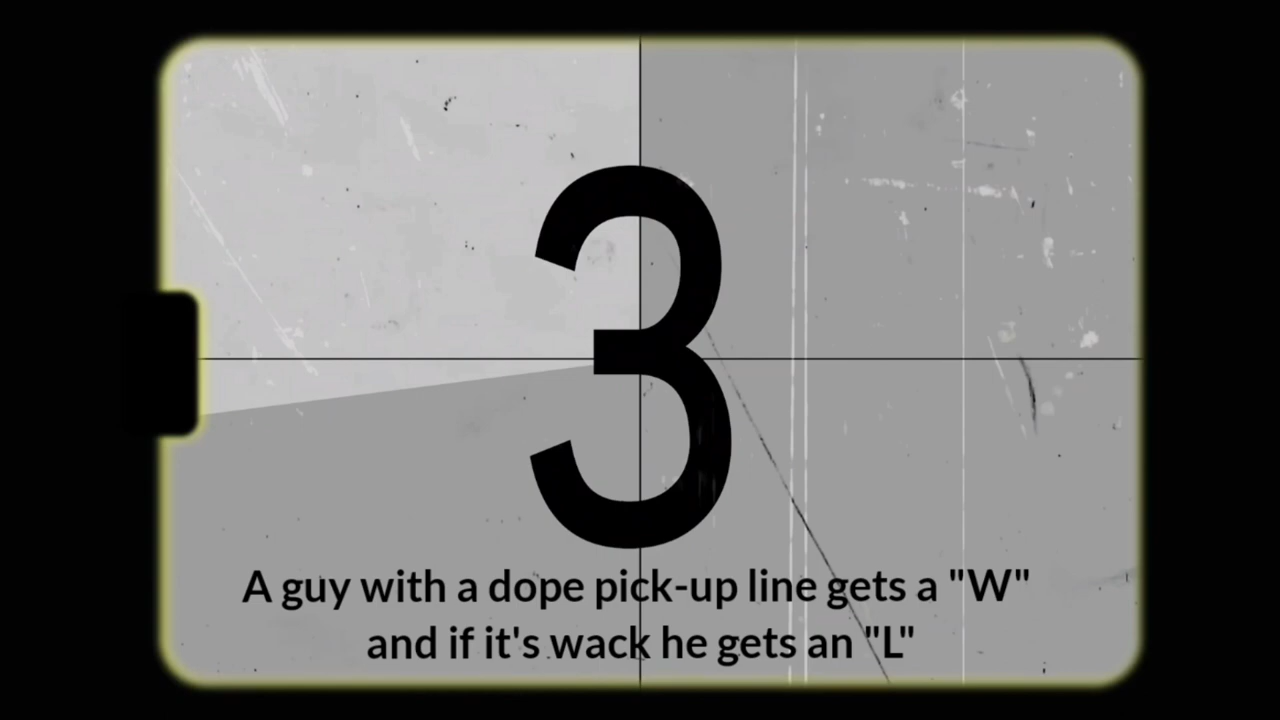 3
A guy with a dope pick-up line gets a "W"
and if it's wack he gets an "L"